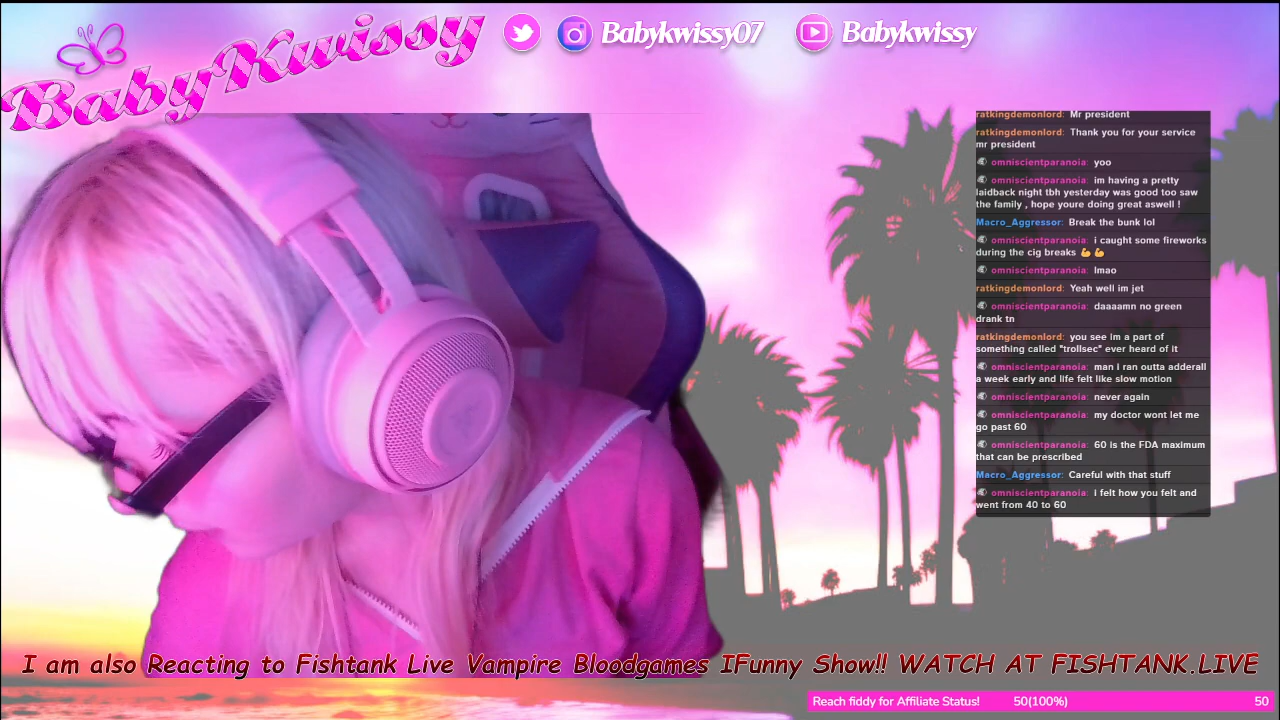 BabyKwissy
Babykwissy07
Babykwissy
ratkingdemonlord: Mr president
ratkingdemonlord: Thank you for your service
mr president
omniscientparanoia: yoo
omniscientparanoia: im having a pretty
laidback night tbh yesterday was good too saw
the family , hope youre doing great aswell !
Macro_Aggressor: Break the bunk lol
omniscientparanoia: i caught some fireworks
during the cig breaks 💪💪
omniscientparanoia: lmao
ratkingdemonlord: Yeah well im jet
omniscientparanoia: daaaamn no green
drank tn
ratkingdemonlord: you see im a part of
something called "trollsec" ever heard of it
omniscientparanoia: man i ran outta adderall
a week early and life felt like slow motion
omniscientparanoia: never again
omniscientparanoia: my doctor wont let me
go past 60
omniscientparanoia: 60 is the FDA maximum
that can be prescribed
Macro_Aggressor: Careful with that stuff
omniscientparanoia: i felt how you felt and
went from 40 to 60
I am also Reacting to Fishtank Live Vampire Bloodgames IFunny Show!! WATCH AT FISHTANK.LIVE
Reach fiddy for Affiliate Status! 50(100%) 50